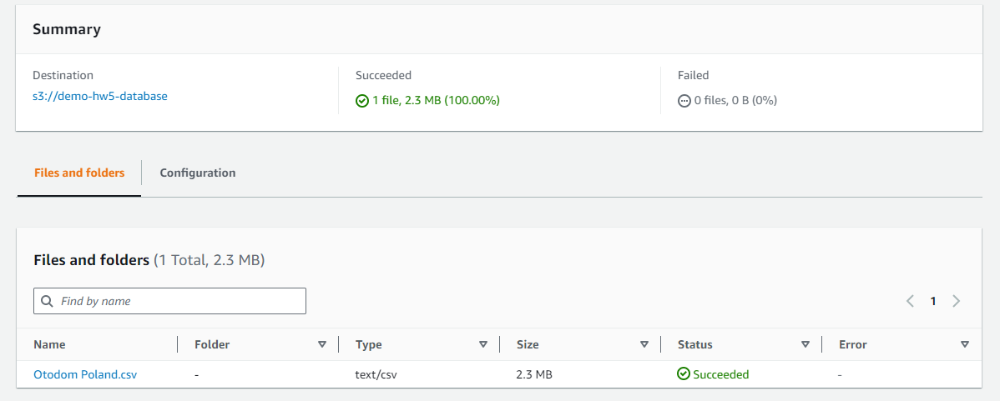 Summary
Destination
Succeeded
Failed
s3://demo-hw5-database
1 file, 2.3 MB (100.00%)
0 files, 0 B (0%)
Files and folders
Configuration
Files and folders (1 Total, 2.3 MB)
Find by name
1
Name Folder Type Size Status Error
Otodom Poland.csv - text/csv 2.3 MB Succeeded -